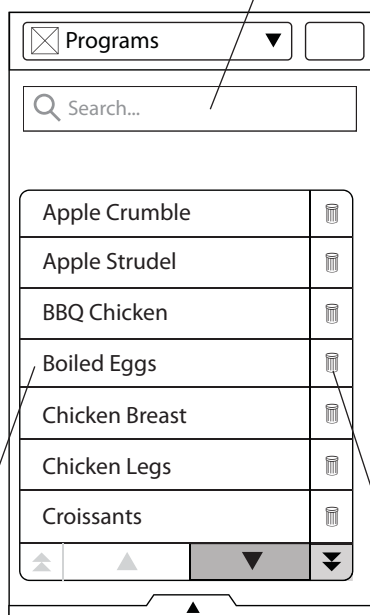 Programs
Search...
Apple Crumble
Apple Strudel
BBQ Chicken
Boiled Eggs
Chicken Breast
Chicken Legs
Croissants